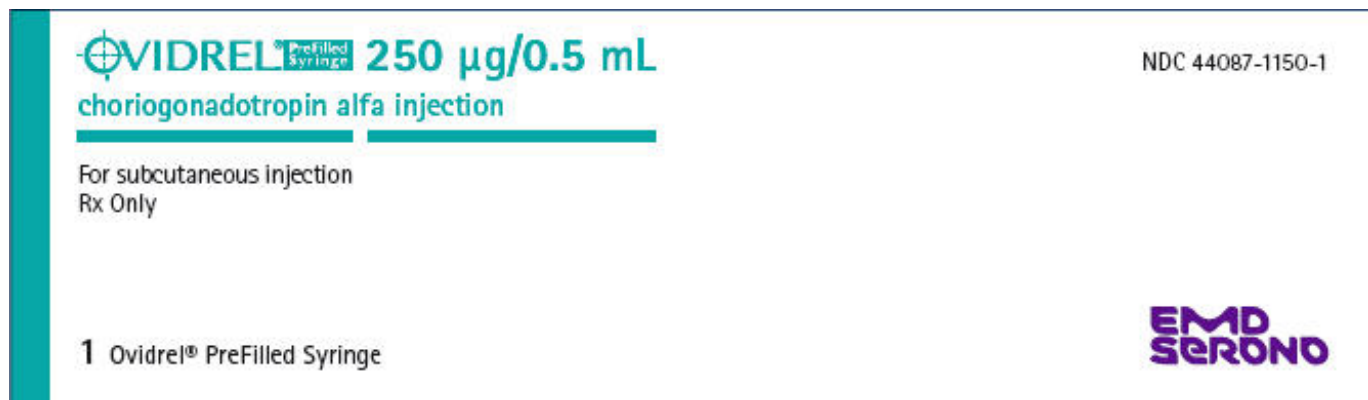 OVIDREL® PreFilled Syringe 250 µg/0.5 mL
NDC 44087-1150-1
choriogonadotropin alfa injection
For subcutaneous injection
Rx Only
1 Ovidrel® PreFilled Syringe
EMD
SERONO